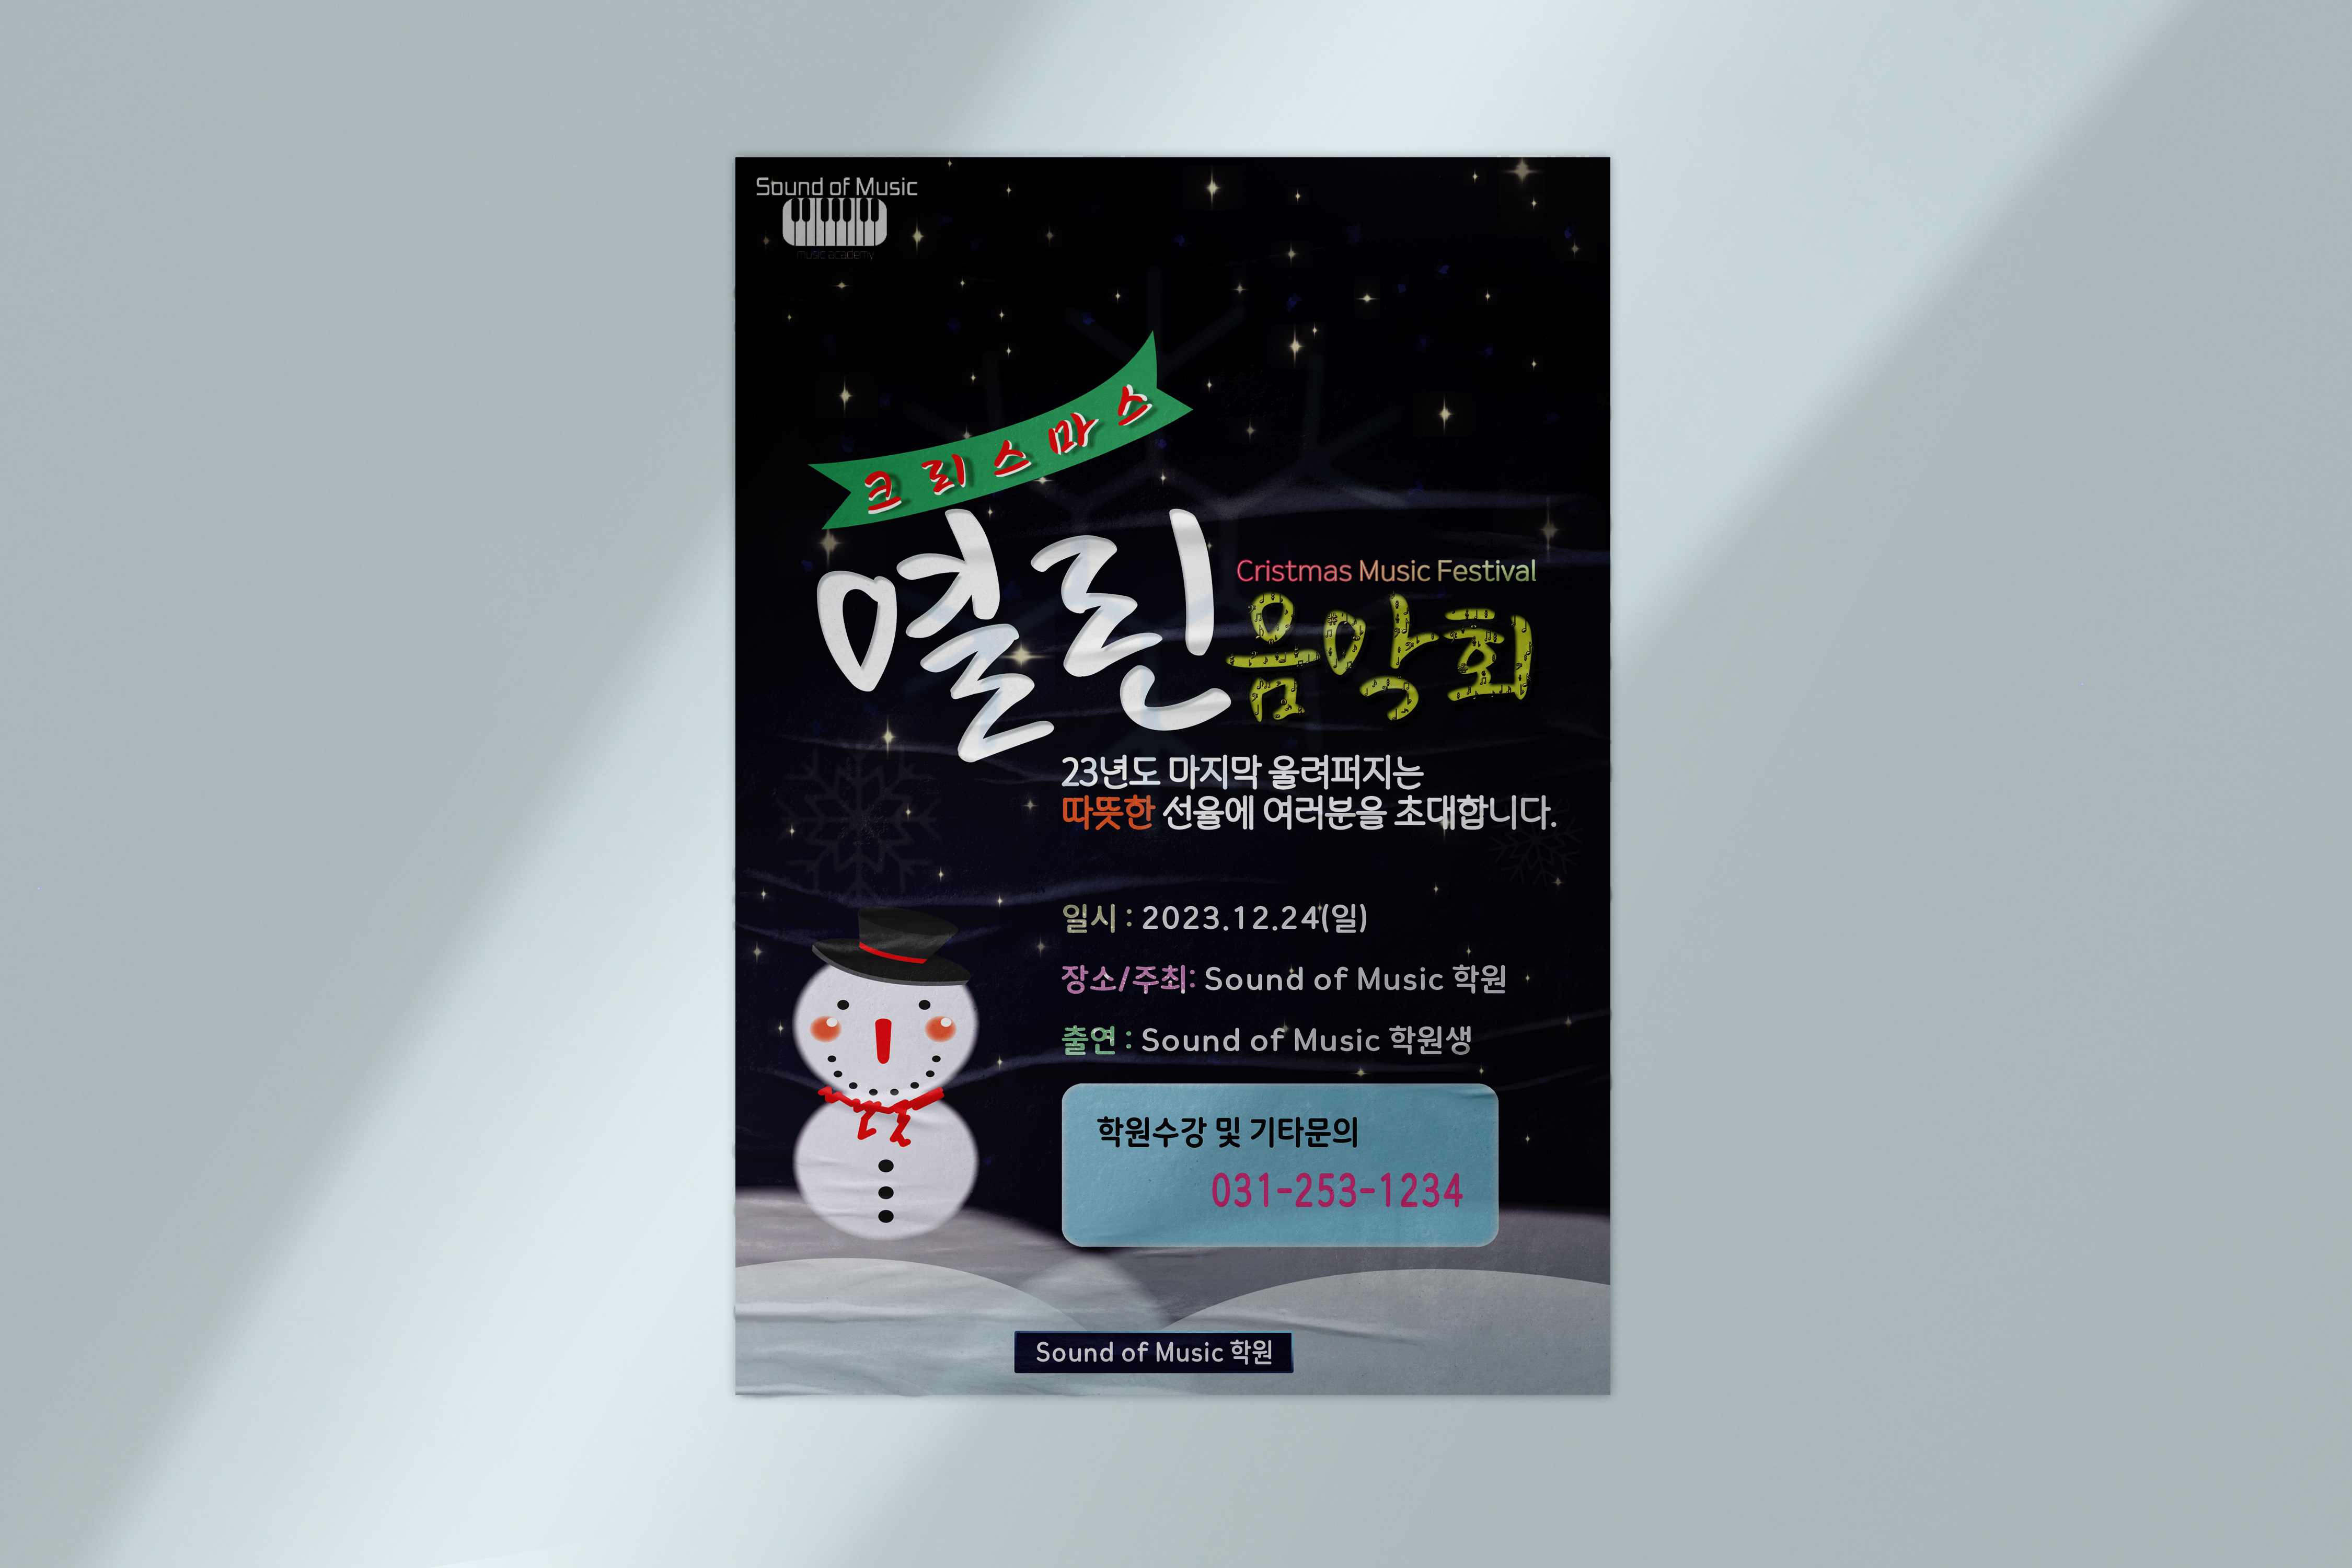 Sound of Music
music academy
크리스마스
열린
Cristmas Music Festival
음악회
23년도 마지막 울려퍼지는
따뜻한 선율에 여러분을 초대합니다.
일시 : 2023.12.24(일)
장소/주최: Sound of Music 학원
출연 : Sound of Music 학원생
학원수강 및 기타문의
031-253-1234
Sound of Music 학원